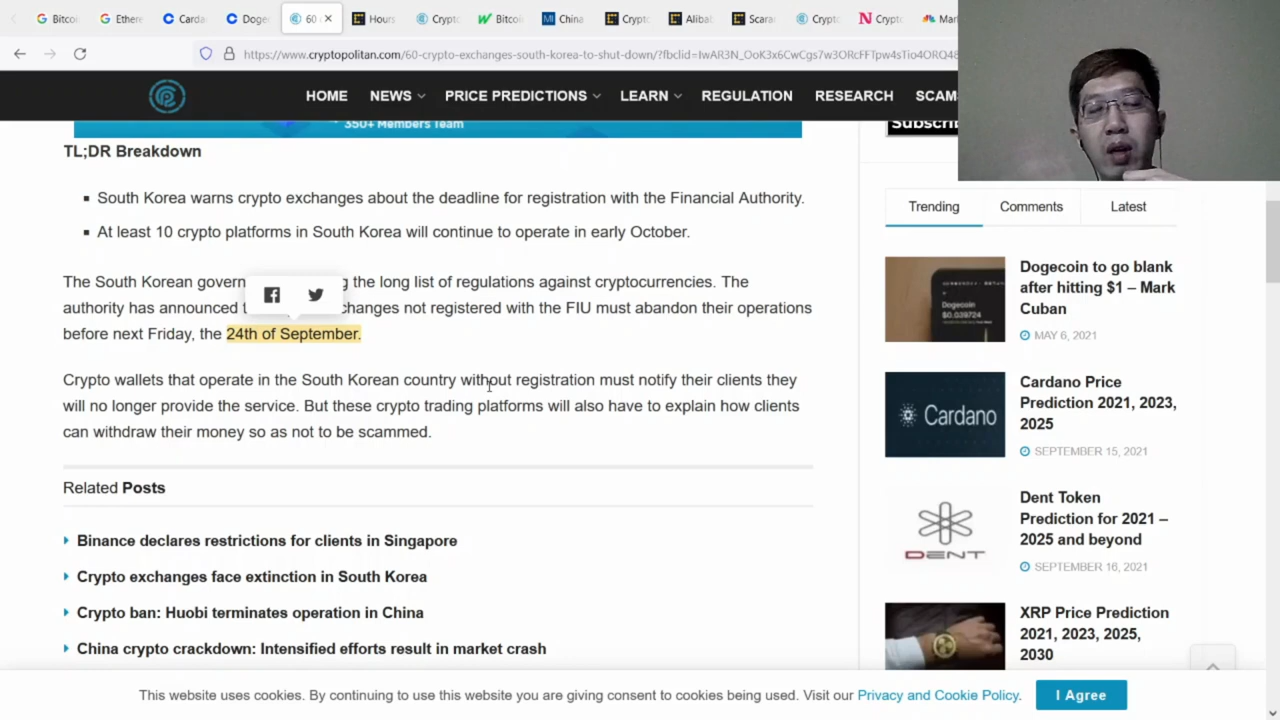 Bitcoi
Ethere
Carda
Doge
60
Hours
Crypto
Bitcoi
China
Crypt
Alibab
Scarar
Crypto
Crypto
Mar
https://www.cryptopolitan.com/60-crypto-exchanges-south-korea-to-shut-down/?fbclid=IwAR3N_OoK3x6CwCgs7w3ORcFFTpw4sTio4ORQ48
HOME NEWS PRICE PREDICTIONS LEARN REGULATION RESEARCH SCAMS
350+ Members Team
Subscrib
TL;DR Breakdown
South Korea warns crypto exchanges about the deadline for registration with the Financial Authority.
At least 10 crypto platforms in South Korea will continue to operate in early October.
The South Korean govern g the long list of regulations against cryptocurrencies. The
authority has announced changes not registered with the FIU must abandon their operations
before next Friday, the 24th of September.
Crypto wallets that operate in the South Korean country without registration must notify their clients they
will no longer provide the service. But these crypto trading platforms will also have to explain how clients
can withdraw their money so as not to be scammed.
Related Posts
Binance declares restrictions for clients in Singapore
Crypto exchanges face extinction in South Korea
Crypto ban: Huobi terminates operation in China
China crypto crackdown: Intensified efforts result in market crash
Trending Comments Latest
Dogecoin
$0.039724
Dogecoin to go blank
after hitting $1 – Mark
Cuban
MAY 6, 2021
Cardano
Cardano Price
Prediction 2021, 2023,
2025
SEPTEMBER 15, 2021
DENT
Dent Token
Prediction for 2021 –
2025 and beyond
SEPTEMBER 16, 2021
XRP Price Prediction
2021, 2023, 2025,
2030
This website uses cookies. By continuing to use this website you are giving consent to cookies being used. Visit our Privacy and Cookie Policy.
I Agree